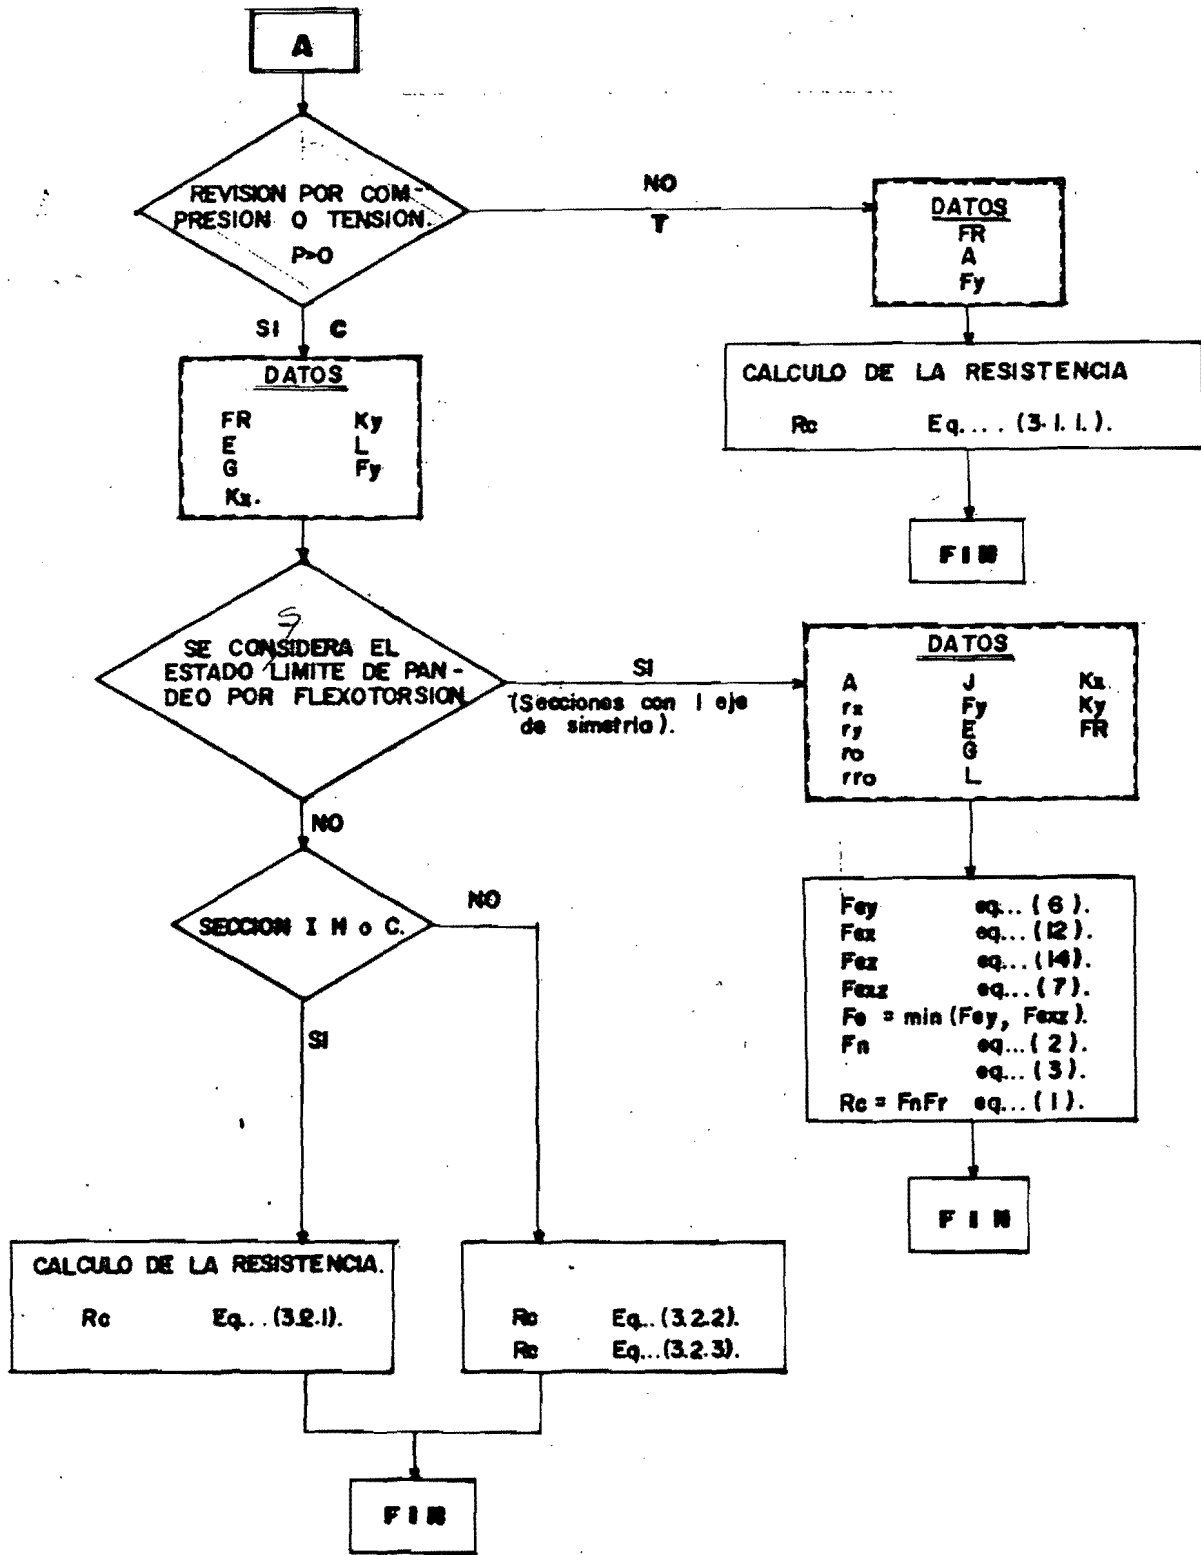 A
REVISION POR COM-
PRESION O TENSION.
P>O
NO
T
DATOS
FR
A
Fy
SI C
DATOS
FR Ky
E L
G Fy
Kx.
CALCULO DE LA RESISTENCIA
Rc Eq.... (3.1.1.).
FIN
SE CONSIDERA EL
ESTADO LIMITE DE PAN-
DEO POR FLEXOTORSION
SI
(Secciones con 1 eje
de simetria).
DATOS
A J Kx
rx Fy Ky
ry E FR
ro G
rro L
NO
SECCION I H o C.
NO
SI
Fey eq...(6).
Fex eq...(12).
Fez eq...(14).
Fexz eq...(7).
Fe = min (Fey, Fexz).
Fn eq...(2).
eq...(3).
Rc = FnFr eq...(1).
FIN
CALCULO DE LA RESISTENCIA.
Rc Eq...(3.2.1).
Rc Eq...(3.2.2).
Rc Eq...(3.2.3).
FIN